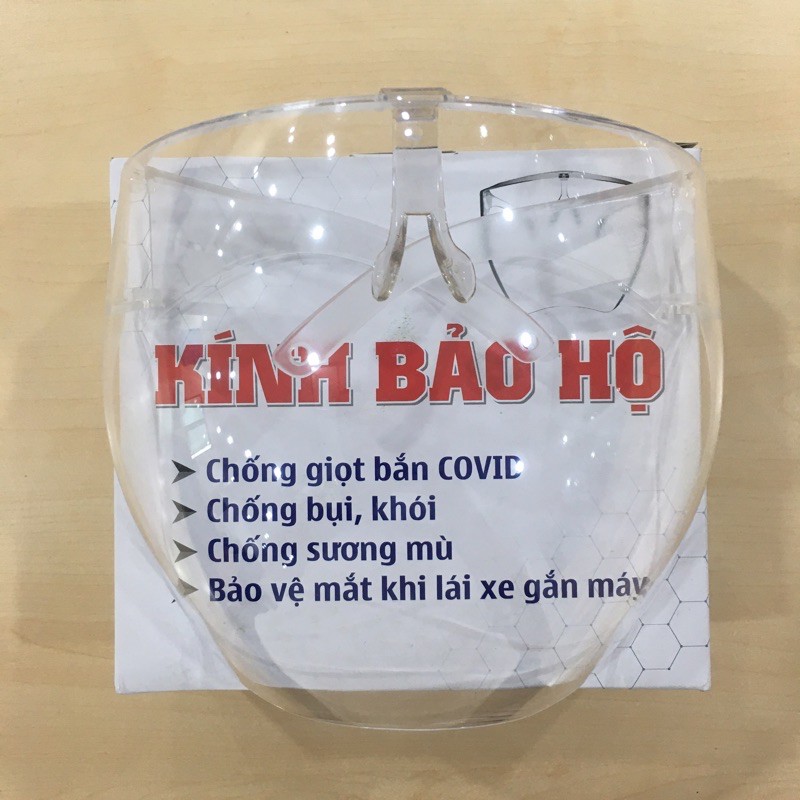 KÍNH BẢO HỘ
Chống giọt bắn COVID
Chống bụi, khói
Chống sương mù
Bảo vệ mắt khi lái xe gắn máy